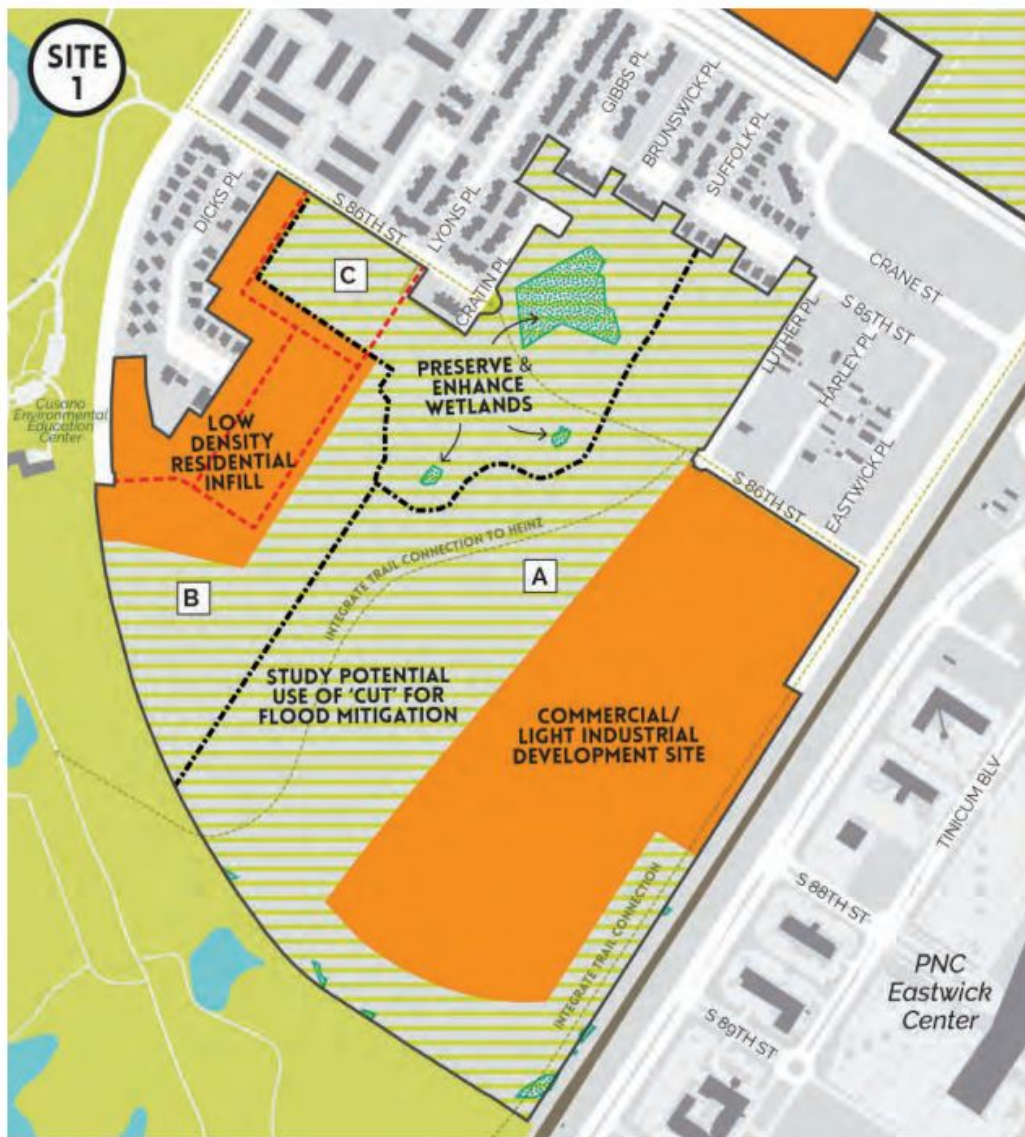 SITE
1
GIBBS PL
BRUNSWICK PL
SUFFOLK PL
DICKS PL
S 86TH ST
LYONS PL
CRATIN PL
CRANE ST
C
S 85TH ST
LUTHER PL
HARLEY PL
EASTWICK PL
PRESERVE &
ENHANCE
WETLANDS
Cusano
Environmental
Education
Center
LOW
DENSITY
RESIDENTIAL
INFILL
S 86TH ST
INTEGRATE TRAIL CONNECTION TO HEINZ
A
B
STUDY POTENTIAL
USE OF 'CUT' FOR
FLOOD MITIGATION
COMMERCIAL/
LIGHT INDUSTRIAL
DEVELOPMENT SITE
TINICUM BLV
S 88TH ST
INTEGRATE TRAIL CONNECTION
PNC
Eastwick
Center
S 89TH ST